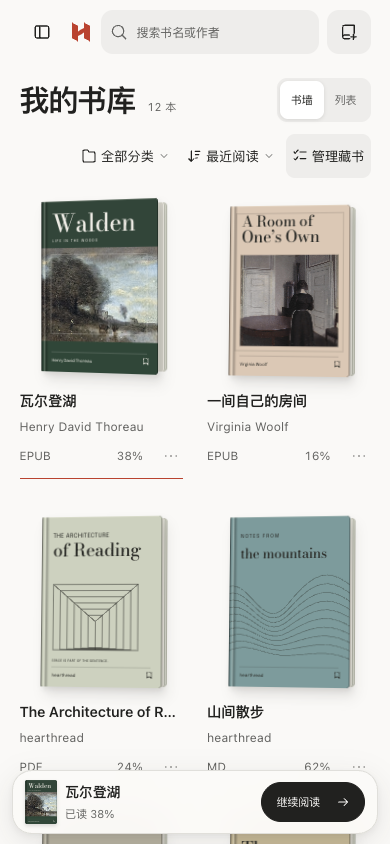 搜索书名或作者
我的书库 12 本
书墙 列表
全部分类 最近阅读 管理藏书
Walden
LIFE IN THE WOODS
Henry David Thoreau
A Room of
One's Own
Virginia Woolf
瓦尔登湖
Henry David Thoreau
EPUB 38% ···
一间自己的房间
Virginia Woolf
EPUB 16% ···
THE ARCHITECTURE
of Reading
hearthread
NOTES FROM
the mountains
hearthread
The Architecture of R...
hearthread
PDF 24% ···
山间散步
hearthread
MD 62% ···
Walden
瓦尔登湖
已读 38%
继续阅读